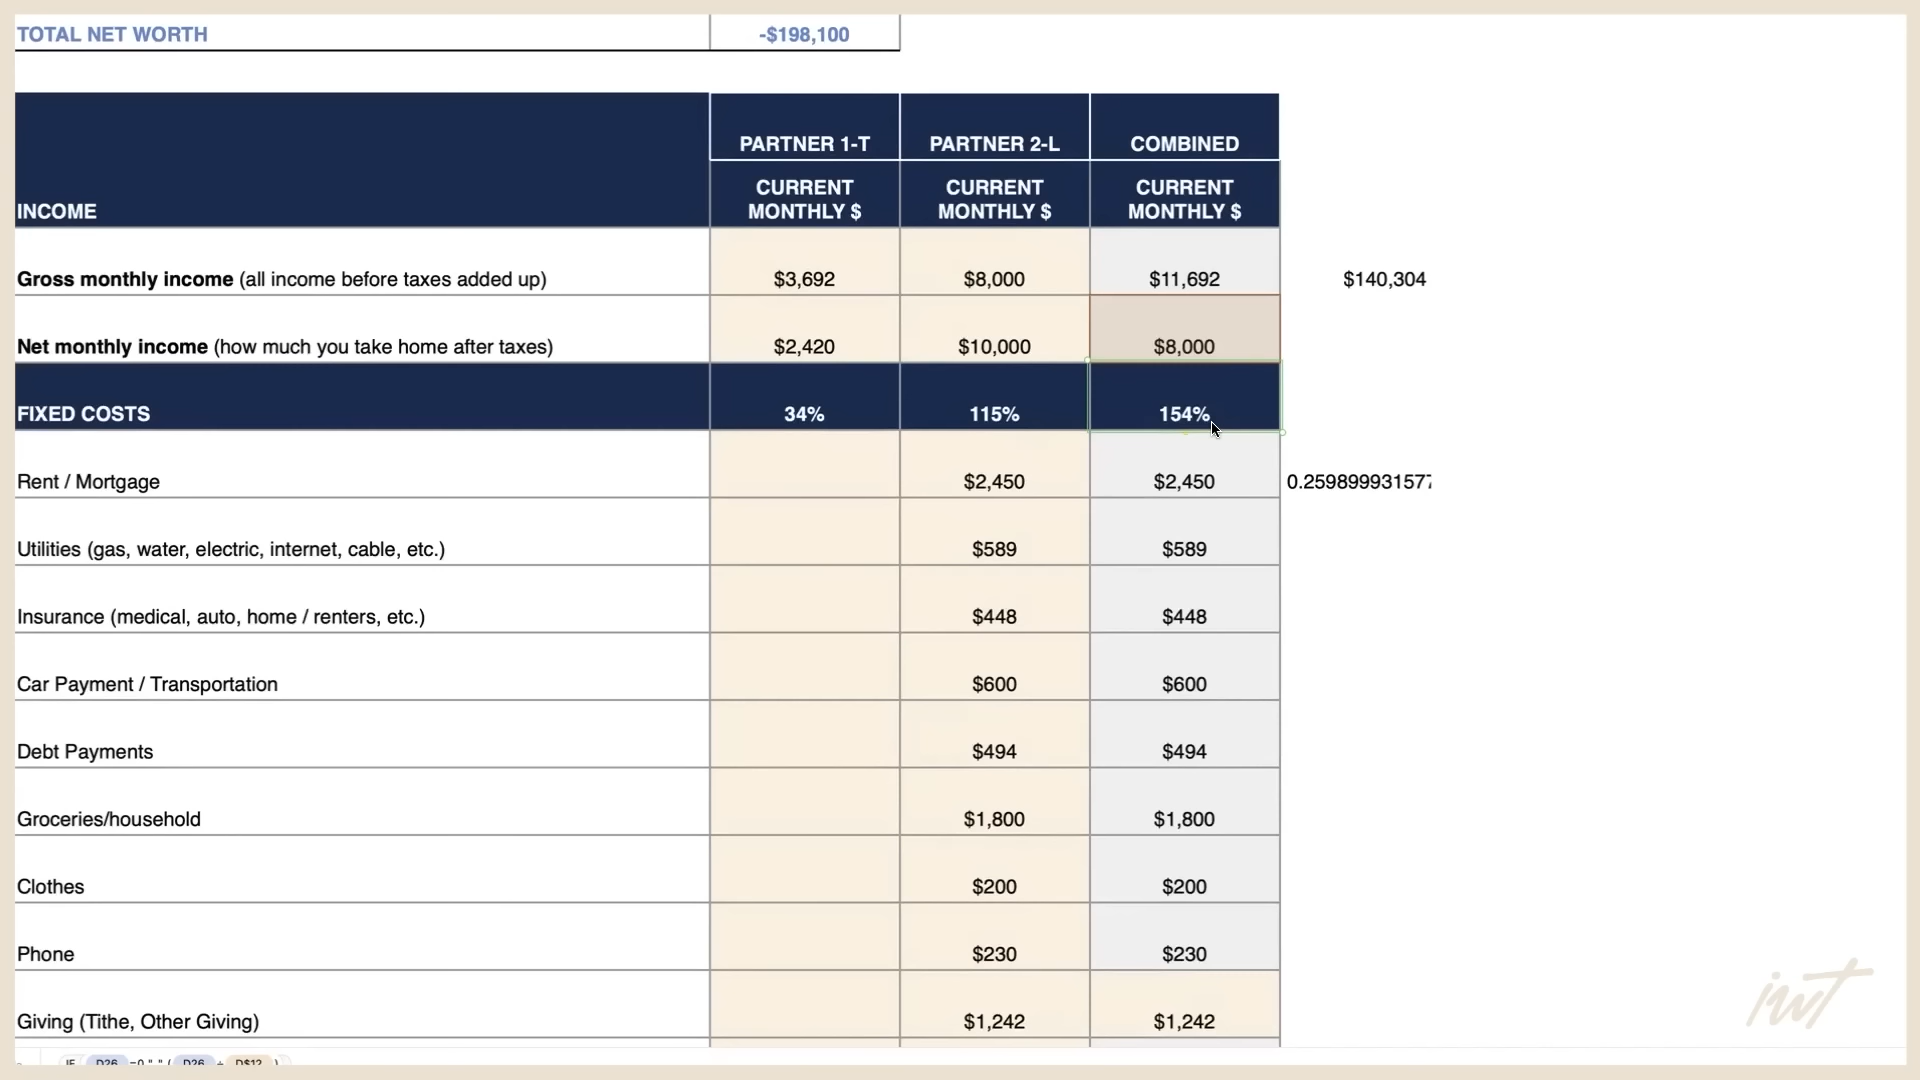 TOTAL NET WORTH -$198,100
PARTNER 1-T PARTNER 2-L COMBINED
INCOME CURRENT MONTHLY $ CURRENT MONTHLY $ CURRENT MONTHLY $
Gross monthly income (all income before taxes added up) $3,692 $8,000 $11,692 $140,304
Net monthly income (how much you take home after taxes) $2,420 $10,000 $8,000
FIXED COSTS 34% 115% 154%
Rent / Mortgage $2,450 $2,450 0.259899931577
Utilities (gas, water, electric, internet, cable, etc.) $589 $589
Insurance (medical, auto, home / renters, etc.) $448 $448
Car Payment / Transportation $600 $600
Debt Payments $494 $494
Groceries/household $1,800 $1,800
Clothes $200 $200
Phone $230 $230
Giving (Tithe, Other Giving) $1,242 $1,242
iwt